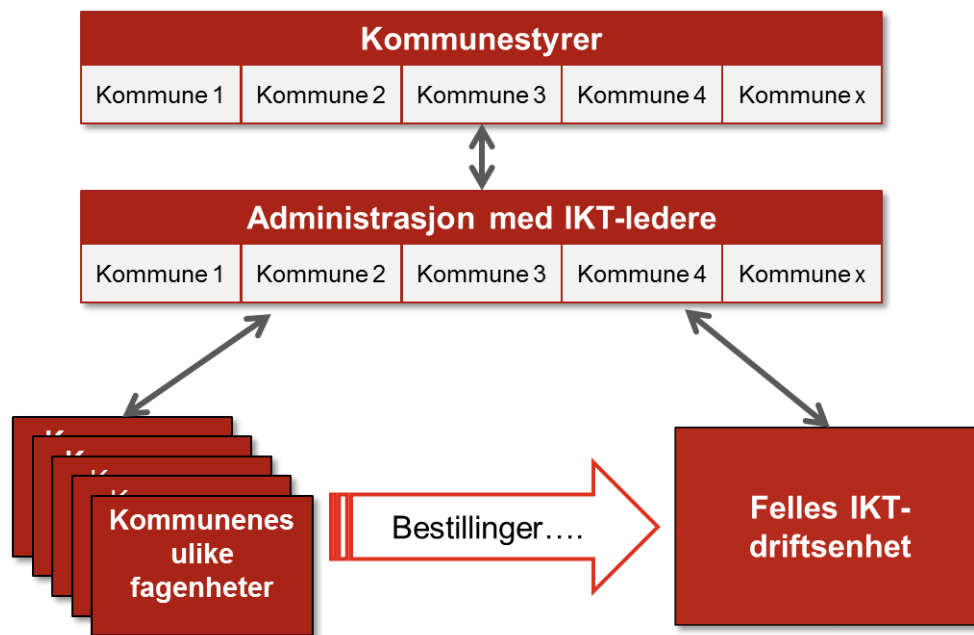 Kommunestyrer
Kommune 1 Kommune 2 Kommune 3 Kommune 4 Kommune x
Administrasjon med IKT-ledere
Kommune 1 Kommune 2 Kommune 3 Kommune 4 Kommune x
Kommunenes
ulike
fagenheter
Bestillinger….
Felles IKT-
driftsenhet